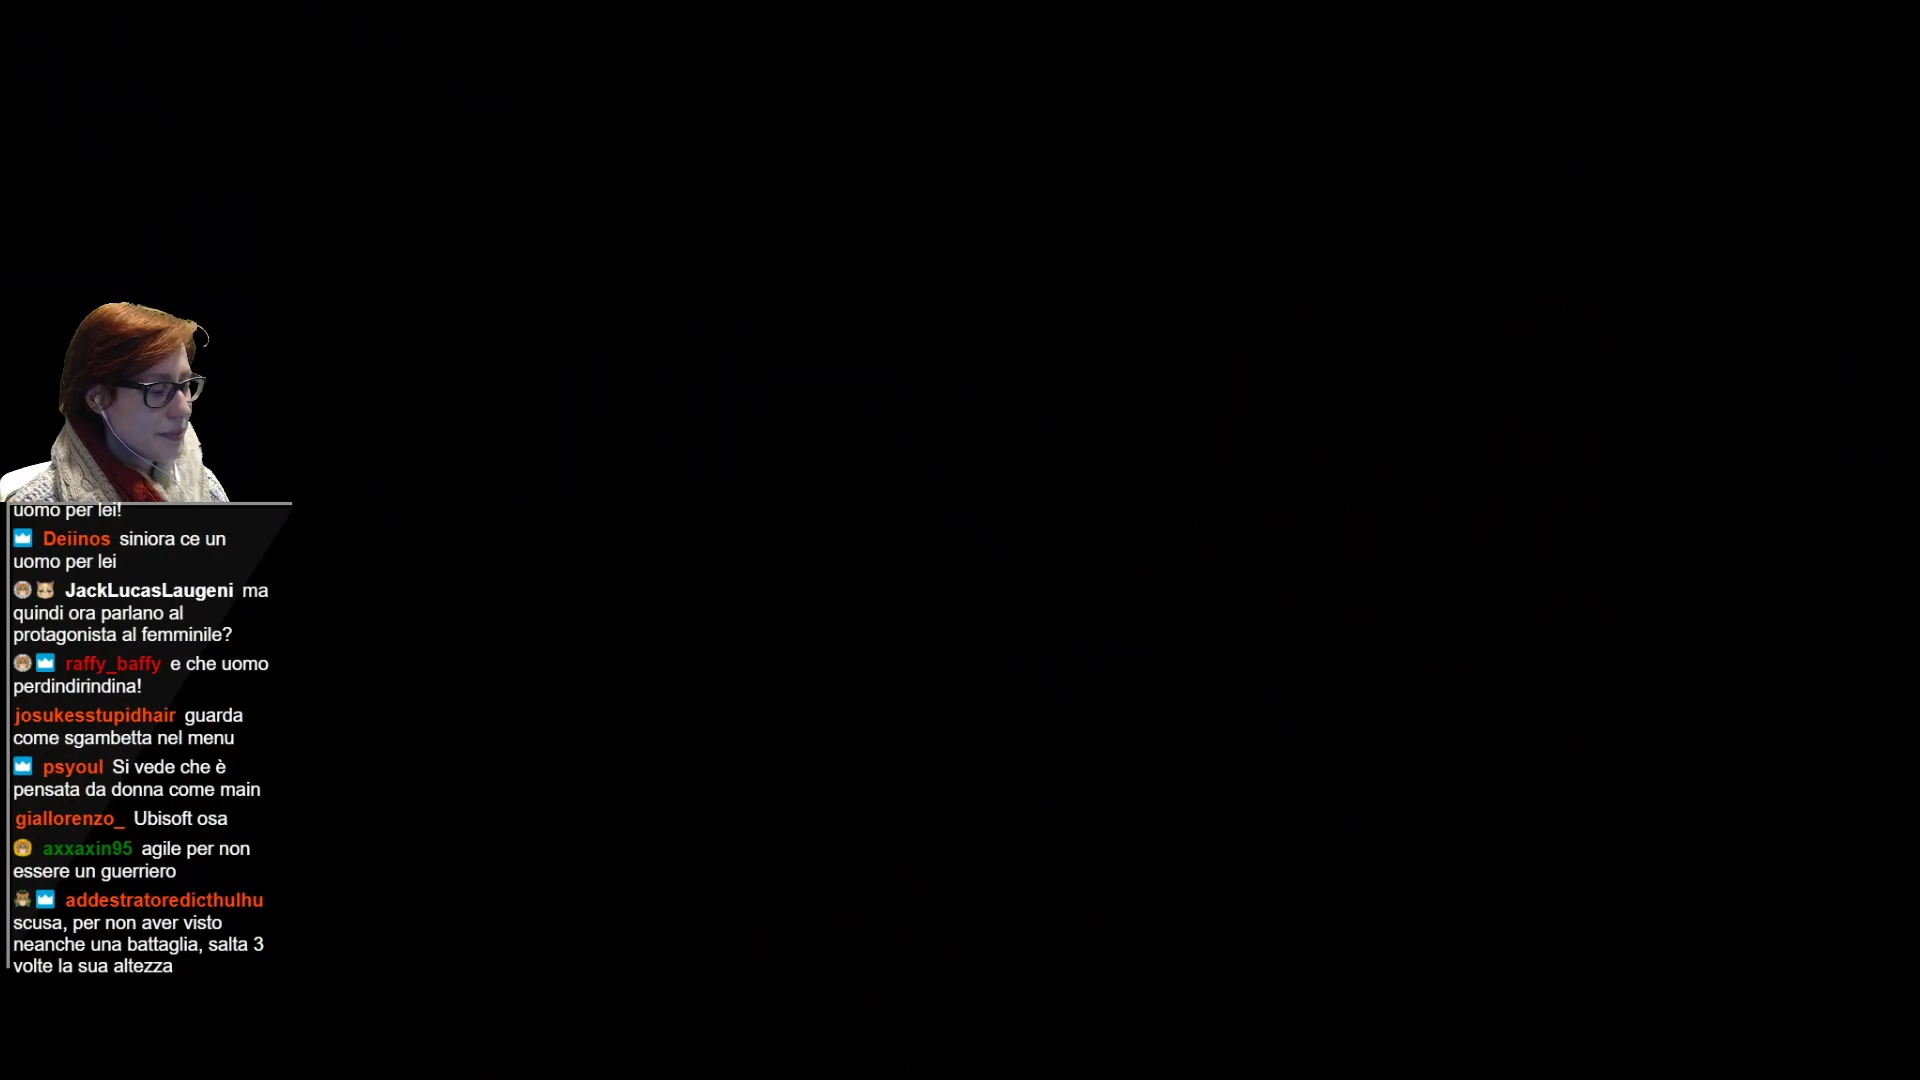 uomo per lei!
Deiinos siniora ce un
uomo per lei
JackLucasLaugeni ma
quindi ora parlano al
protagonista al femminile?
raffy_baffy e che uomo
perdindirindina!
josukesstupidhair guarda
come sgambetta nel menu
psyoul Si vede che è
pensata da donna come main
giallorenzo_ Ubisoft osa
axxaxin95 agile per non
essere un guerriero
addestratoredicthulhu
scusa, per non aver visto
neanche una battaglia, salta 3
volte la sua altezza